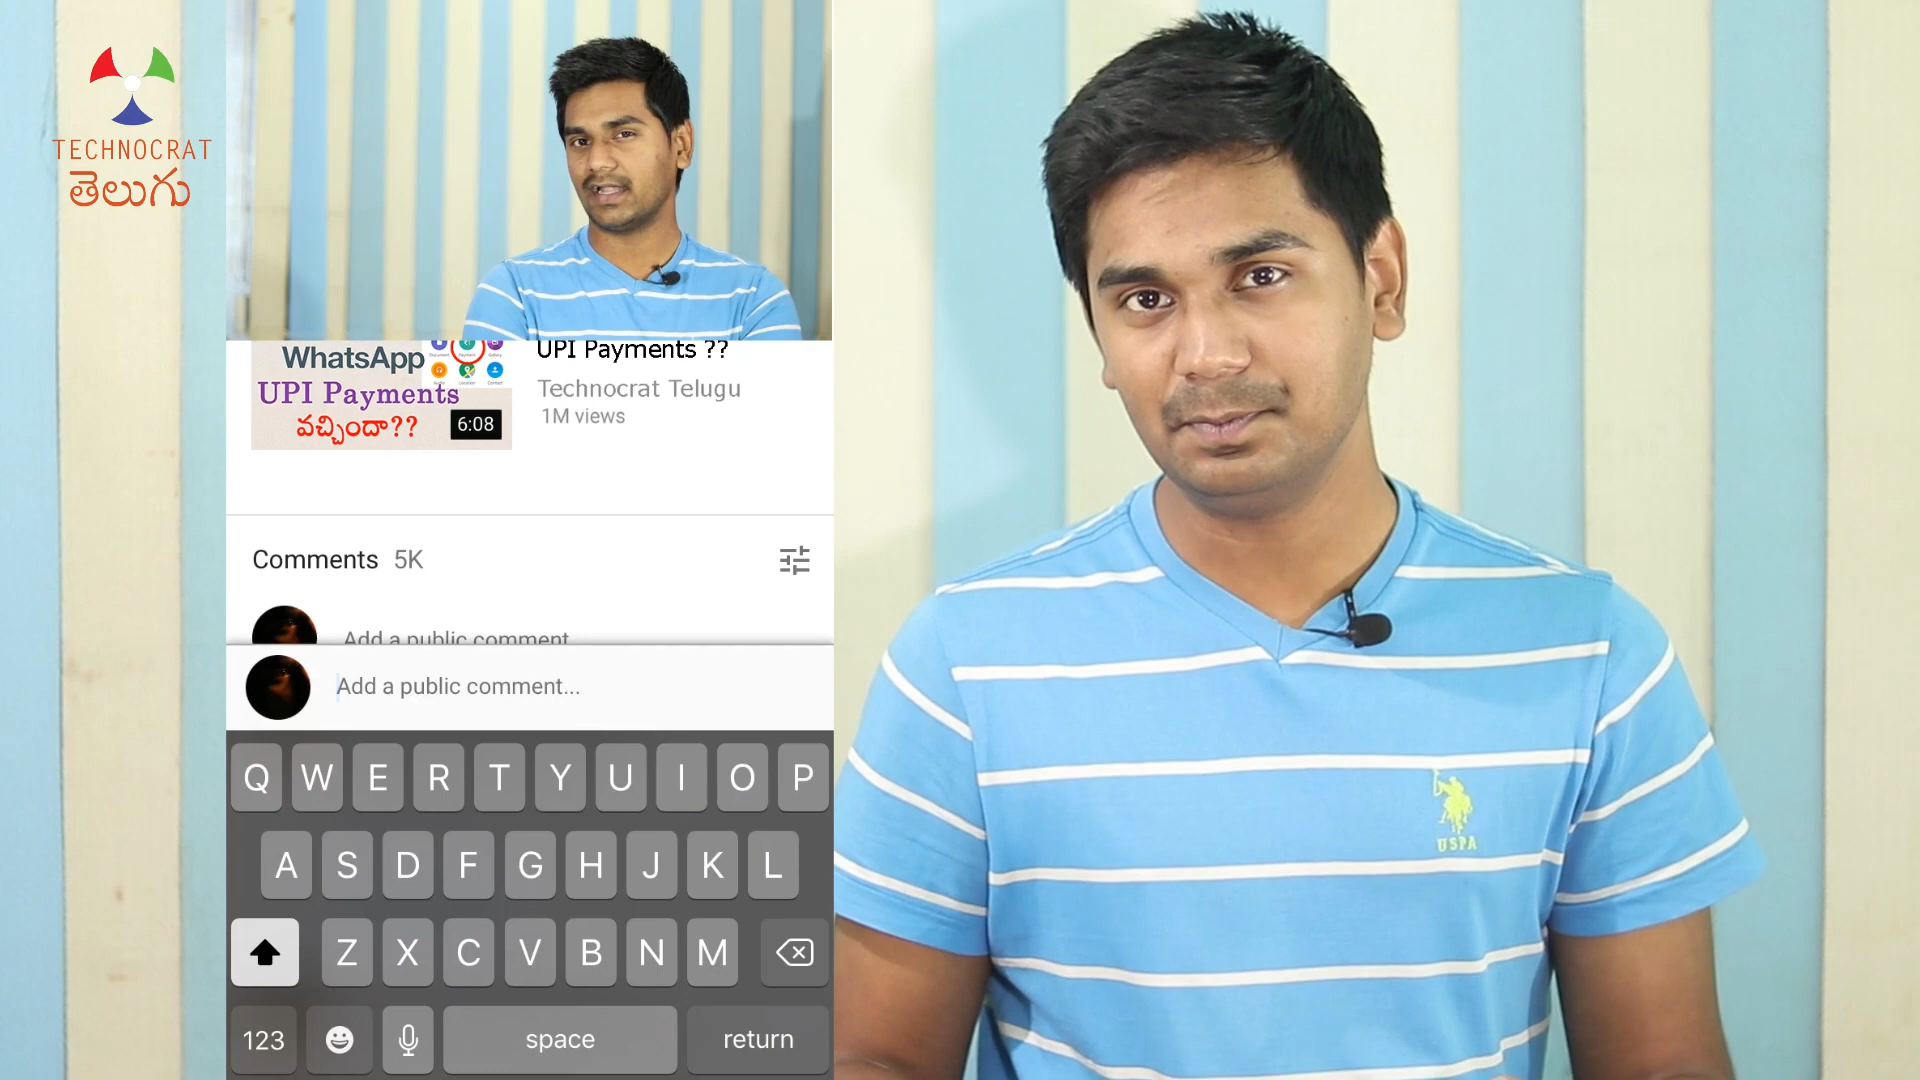 TECHNOCRAT
తెలుగు
WhatsApp
UPI Payments
వచ్చిందా??
6:08
UPI Payments ??
Technocrat Telugu
1M views
Comments 5K
Add a public comment
Add a public comment...
Q W E R T Y U I O P
A S D F G H J K L
Z X C V B N M
123 space return
USPA